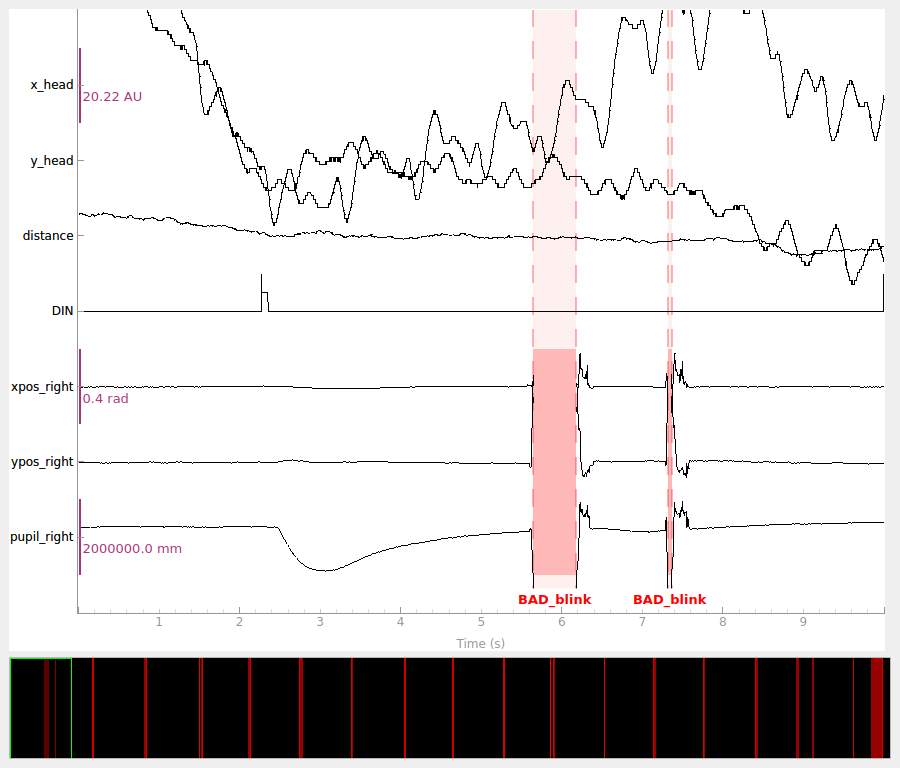 x_head
20.22 AU
y_head
distance
DIN
xpos_right
0.4 rad
ypos_right
pupil_right
2000000.0 mm
BAD_blink BAD_blink
1 2 3 4 5 6 7 8 9
Time (s)